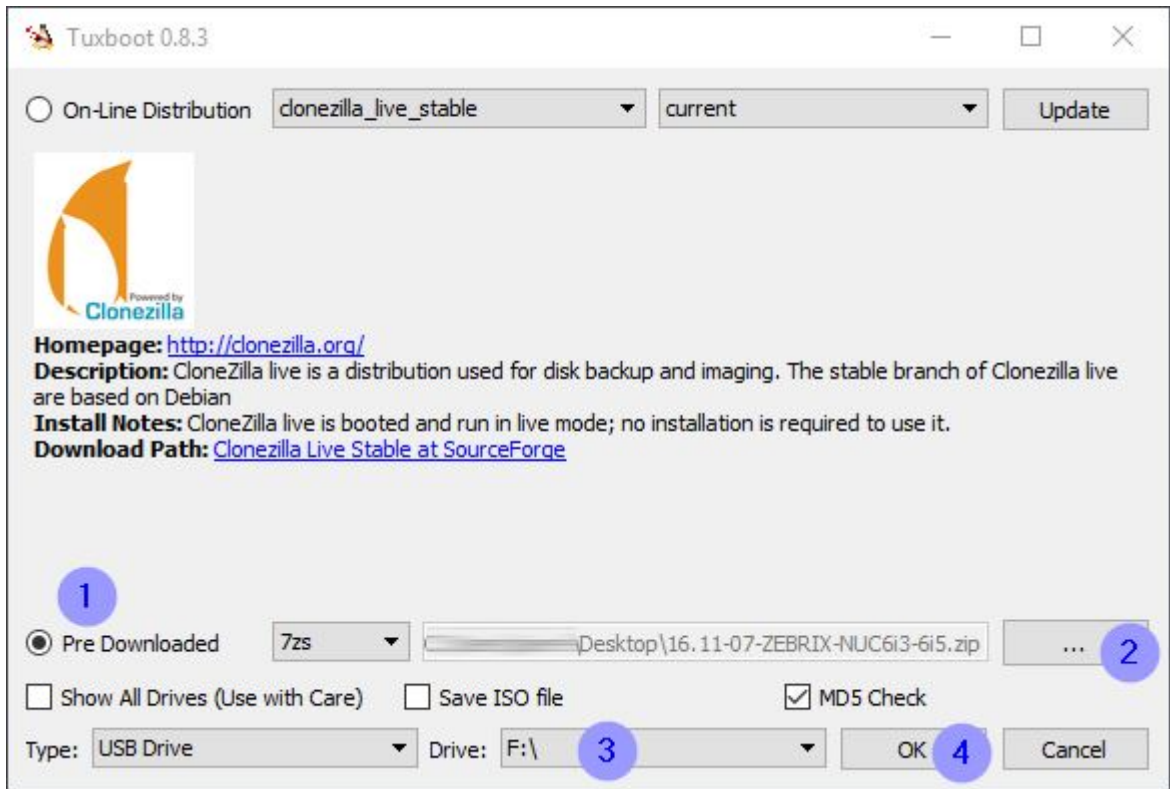 Tuxboot 0.8.3
On-Line Distribution clonezilla_live_stable current Update
Powered by
Clonezilla
Homepage: http://clonezilla.org/
Description: CloneZilla live is a distribution used for disk backup and imaging. The stable branch of Clonezilla live
are based on Debian
Install Notes: CloneZilla live is booted and run in live mode; no installation is required to use it.
Download Path: Clonezilla Live Stable at SourceForge
1
Pre Downloaded 7zs \Desktop\16.11-07-ZEBRIX-NUC6i3-6i5.zip ... 2
Show All Drives (Use with Care) Save ISO file MD5 Check
Type: USB Drive Drive: F:\ 3 OK 4 Cancel